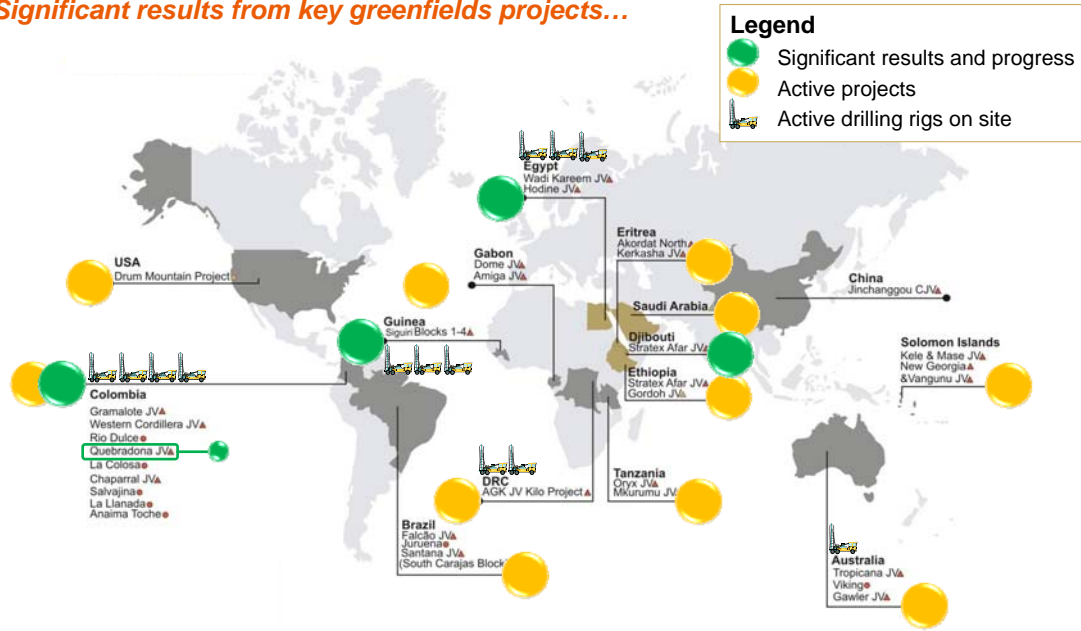 Significant results from key greenfields projects…
Legend
Significant results and progress
Active projects
Active drilling rigs on site
Egypt
Wadi Kareem JV
Hodine JV
Eritrea
Akordat North
Kerkasha JV
Gabon
Dome JV
Amiga JV
USA
Drum Mountain Project
China
Jinchanggou CJV
Saudi Arabia
Guinea
Siguiri Blocks 1-4
Djibouti
Stratex Afar JV
Solomon Islands
Kele & Mase JV
New Georgia
&Vangunu JV
Ethiopia
Stratex Afar JV
Gordoh JV
Colombia
Gramalote JV
Western Cordillera JV
Rio Dulce
Quebradona JV
La Colosa
Chaparral JV
Salvajina
La Llanada
Anaima Toche
DRC
AGK JV Kilo Project
Tanzania
Oryx JV
Mkurumu JV
Brazil
Falcão JV
Juruena
Santana JV
(South Carajas Block
Australia
Tropicana JV
Viking
Gawler JV